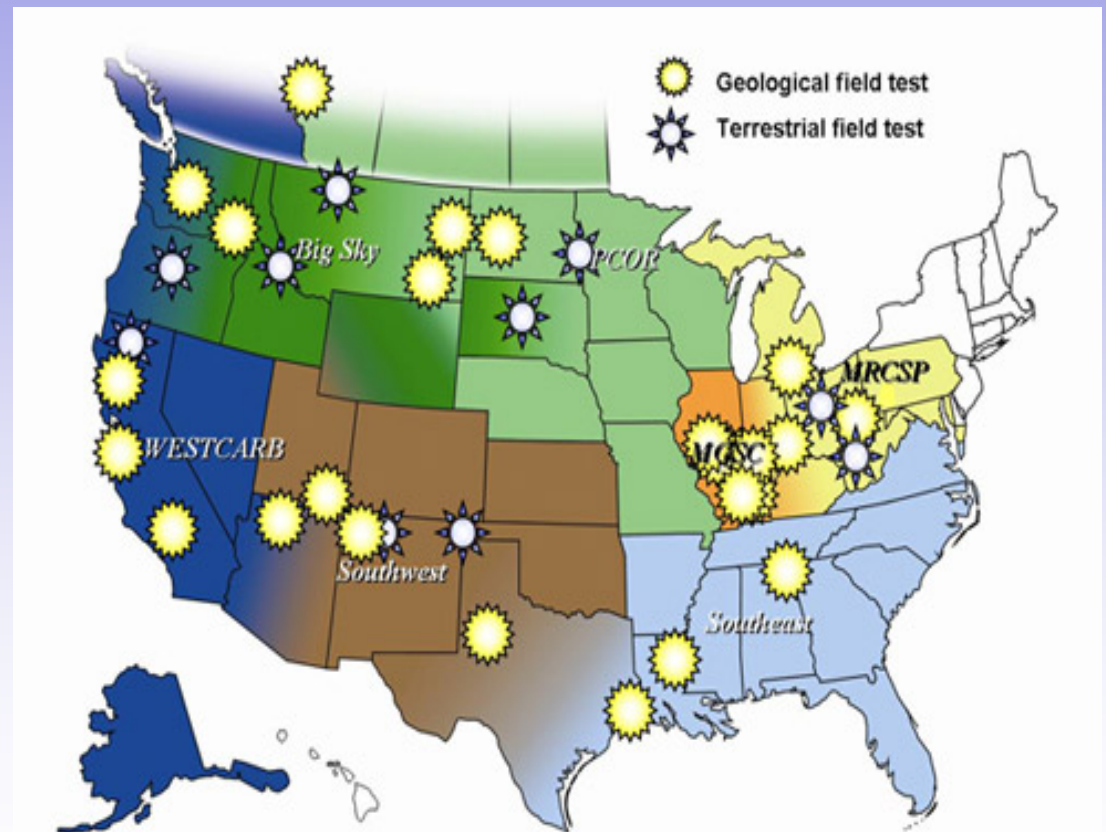 Geological field test
Terrestrial field test
Big Sky
PCOR
MRCSP
WESTCARB
MGSC
Southwest
Southeast